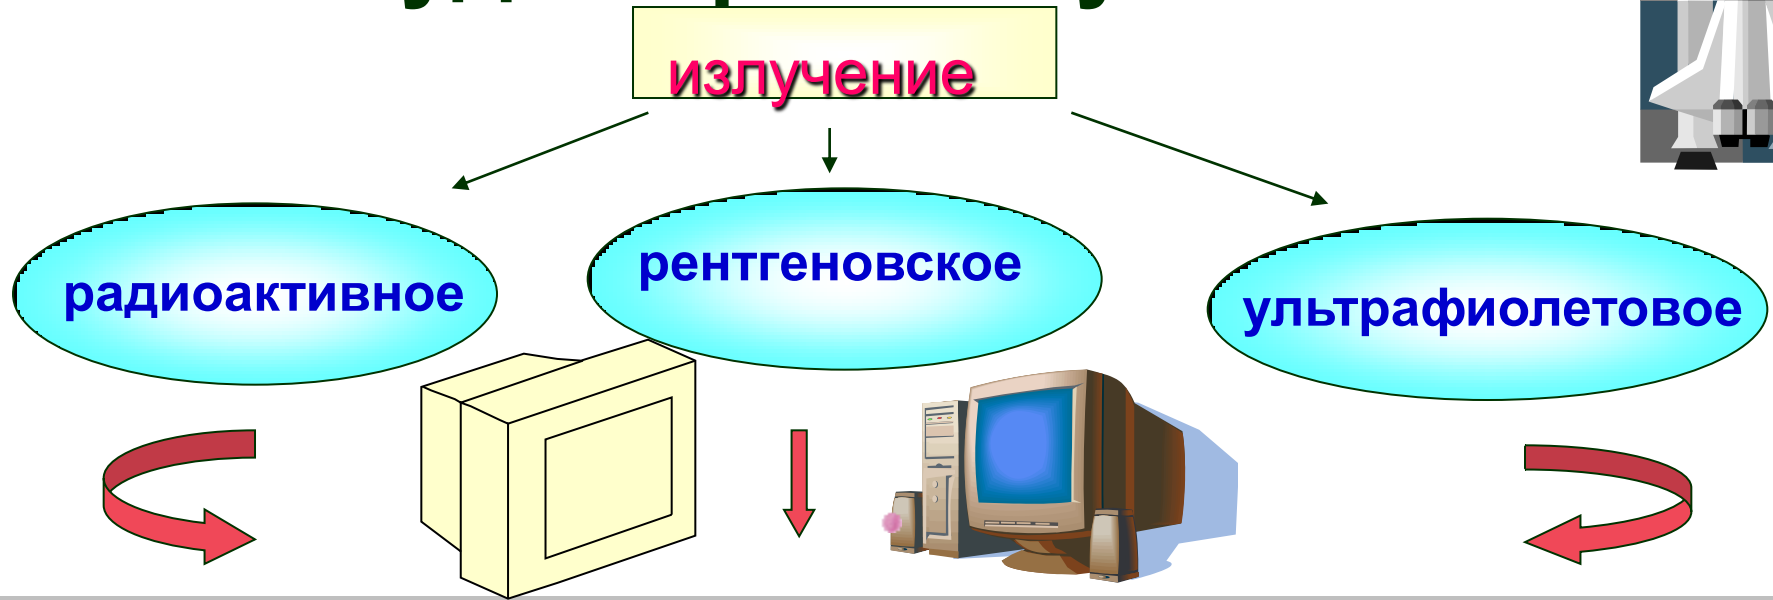 излучение
радиоактивное
рентгеновское
ультрафиолетовое